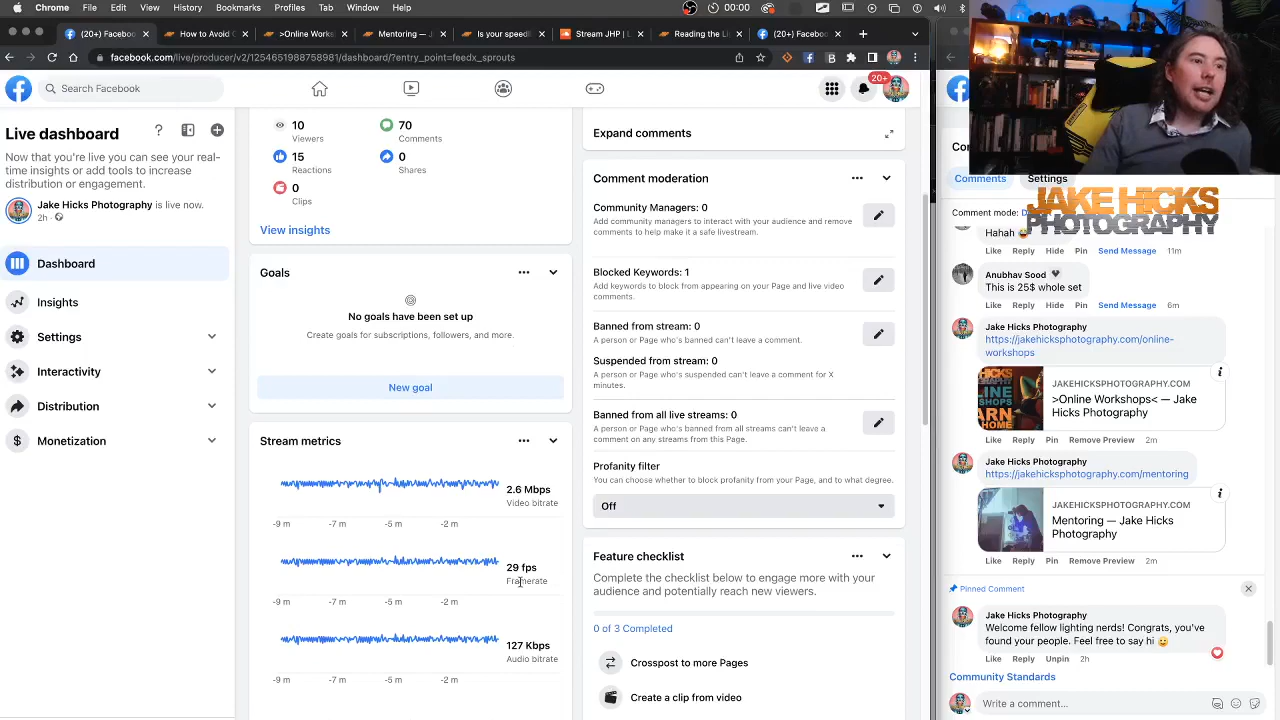 Chrome File Edit View History Bookmarks Profiles Tab Window Help
00:00
(20+) Faceboo
How to Avoid
>Online Works
Mentoring — J
Is your speedli
Stream JHP | L
Reading the Li
(20+) Faceboo
facebook.com/live/producer/v2/1254651988758981/dashboard/?entry_point=feedx_sprouts
Search Facebook
20+
Live dashboard
Now that you're live you can see your real-
time insights or add tools to increase
distribution or engagement.
Jake Hicks Photography is live now.
2h
Dashboard
Insights
Settings
Interactivity
Distribution
Monetization
10
Viewers
70
Comments
15
Reactions
0
Shares
0
Clips
View insights
Goals
No goals have been set up
Create goals for subscriptions, followers, and more.
New goal
Stream metrics
2.6 Mbps
Video bitrate
-9 m -7 m -5 m -2 m
29 fps
Framerate
-9 m -7 m -5 m -2 m
127 Kbps
Audio bitrate
-9 m -7 m -5 m -2 m
Expand comments
Comment moderation
Community Managers: 0
Add community managers to interact with your audience and remove
comments to help make it a safe livestream.
Blocked Keywords: 1
Add keywords to block from appearing on your Page and live video
comments.
Banned from stream: 0
A person or Page who's banned can't leave a comment.
Suspended from stream: 0
A person or Page who's suspended can't leave a comment for X
minutes.
Banned from all live streams: 0
A person or Page who's banned from all streams can't leave a
comment on any streams from this Page.
Profanity filter
You can choose whether to block profanity from your Page, and to what degree.
Off
Feature checklist
Complete the checklist below to engage more with your
audience and potentially reach new viewers.
0 of 3 Completed
Crosspost to more Pages
Create a clip from video
Comments Settings
Comment mode:
JAKE HICKS
PHOTOGRAPHY
Hahah
Like Reply Hide Pin Send Message 11m
Anubhav Sood
This is 25$ whole set
Like Reply Hide Pin Send Message 6m
Jake Hicks Photography
https://jakehicksphotography.com/online-
workshops
JAKEHICKSPHOTOGRAPHY.COM
>Online Workshops< — Jake
Hicks Photography
Like Reply Pin Remove Preview 2m
Jake Hicks Photography
https://jakehicksphotography.com/mentoring
JAKEHICKSPHOTOGRAPHY.COM
Mentoring — Jake Hicks
Photography
Like Reply Pin Remove Preview 2m
Pinned Comment
Jake Hicks Photography
Welcome fellow lighting nerds! Congrats, you've
found your people. Feel free to say hi
Like Reply Unpin 2h
Community Standards
Write a comment...